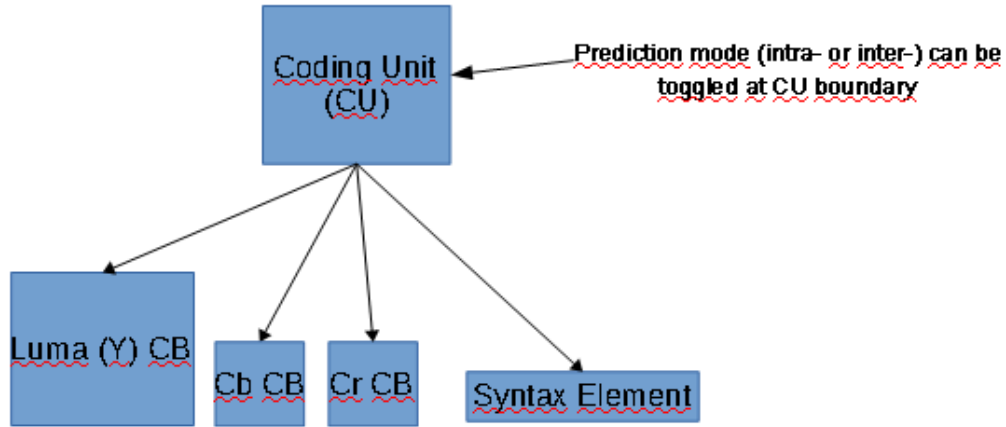 Coding Unit
(CU)
Prediction mode (intra- or inter-) can be
toggled at CU boundary
Luma (Y) CB
Cb CB
Cr CB
Syntax Element